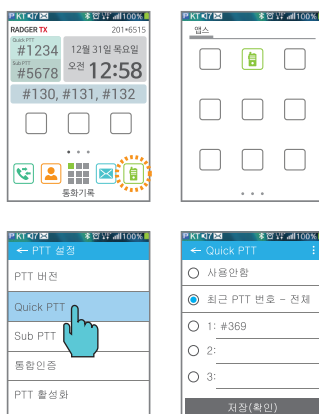 P KT 07 100%
RADGER TX 201*6515
Quick PTT
#1234
12월 31일 목요일
Sub PTT
#5678
오전 12:58
#130, #131, #132
통화기록
P KT 07 100%
앱스
P KT 07 100%
← PTT 설정
PTT 버전
Quick PTT
Sub PTT
통합인증
PTT 활성화
P KT 07 100%
← Quick PTT
사용안함
최근 PTT 번호 - 전체
1: #369
2:
3:
저장(확인)